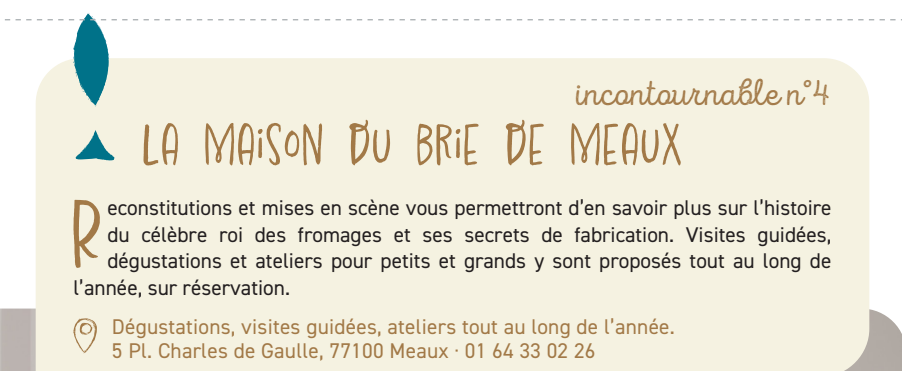 incontournable n°4
LA MAiSON DU BRiE DE MEAUX
Reconstitutions et mises en scène vous permettront d’en savoir plus sur l’histoire
du célèbre roi des fromages et ses secrets de fabrication. Visites guidées,
dégustations et ateliers pour petits et grands y sont proposés tout au long de
l’année, sur réservation.
Dégustations, visites guidées, ateliers tout au long de l’année.
5 Pl. Charles de Gaulle, 77100 Meaux · 01 64 33 02 26